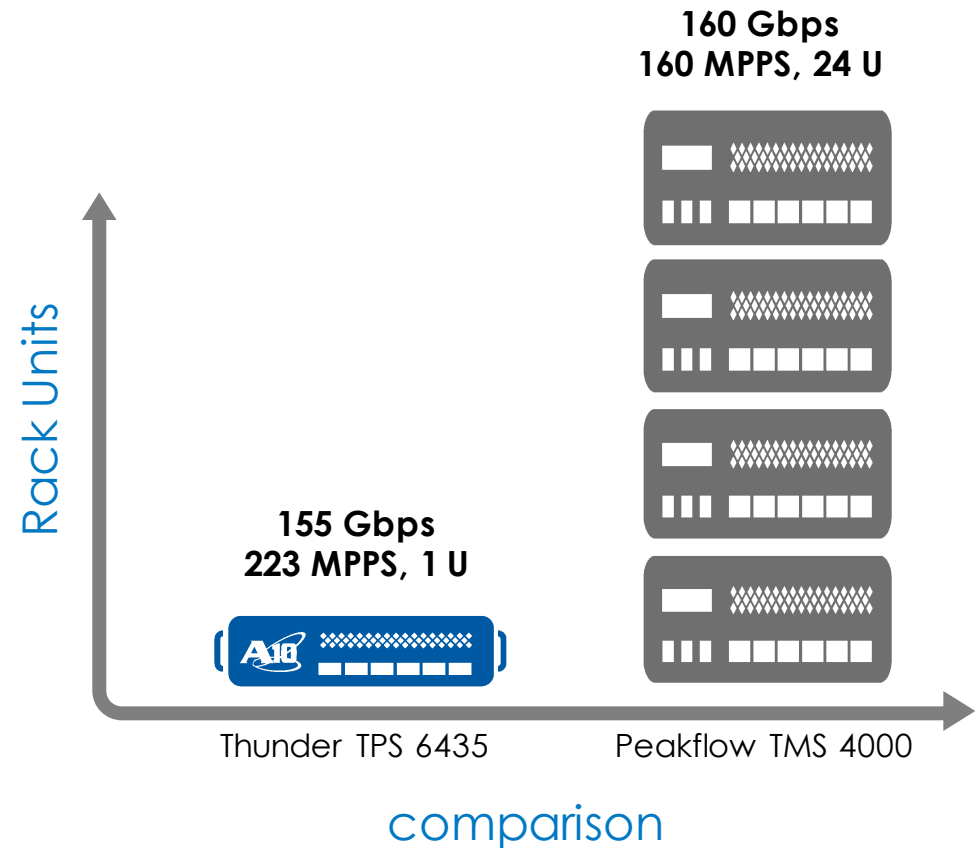 160 Gbps
160 MPPS, 24 U
Rack Units
155 Gbps
223 MPPS, 1 U
A10
Thunder TPS 6435
Peakflow TMS 4000
comparison